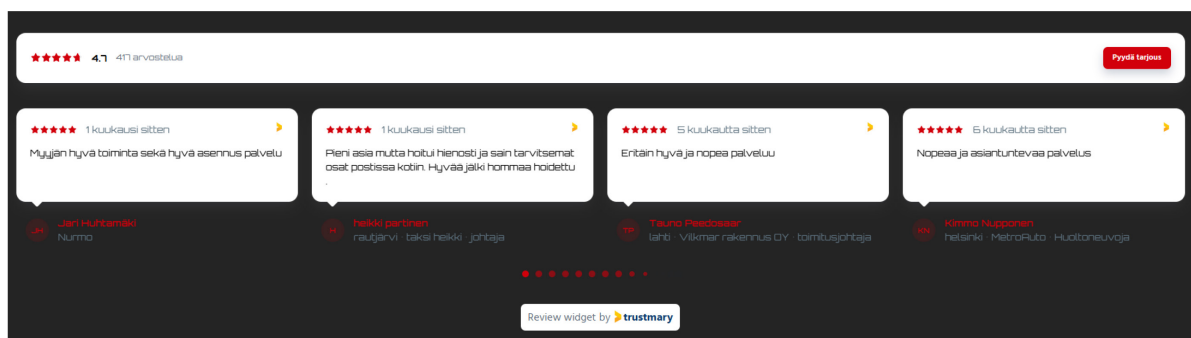 4.7 417 arvostelua
Pyydä tarjous
1 kuukausi sitten
Myyjän hyvä toiminta sekä hyvä asennus palvelu
JH
Jari Huhtamäki
Nurmo
1 kuukausi sitten
Pieni asia mutta hoitui hienosti ja sain tarvitsemat
osat postissa kotiin. Hyvää jälki hommaa hoidettu
.
H
heikki partinen
rautjärvi · taksi heikki · johtaja
5 kuukautta sitten
Eritäin hyvä ja nopea palveluu
TP
Tauno Peedosaar
lahti · Vilkmar rakennus OY · toimitusjohtaja
6 kuukautta sitten
Nopeaa ja asiantuntevaa palvelus
KN
Kimmo Nupponen
helsinki · MetroAuto · Huoltoneuvoja
Review widget by trustmary